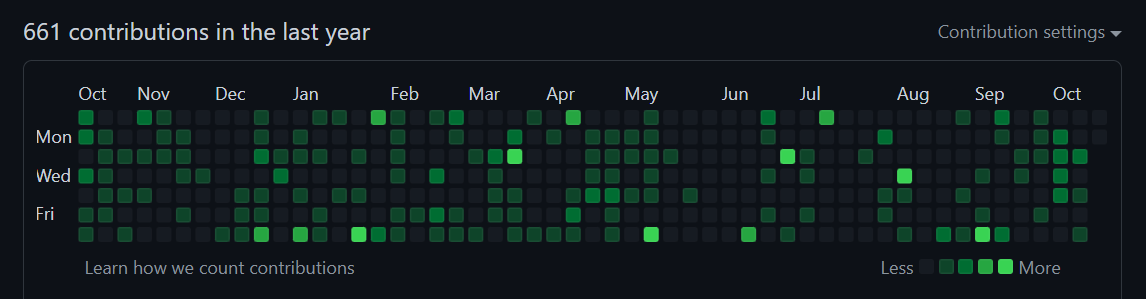 661 contributions in the last year
Contribution settings
Oct Nov Dec Jan Feb Mar Apr May Jun Jul Aug Sep Oct
Mon
Wed
Fri
Learn how we count contributions
Less More